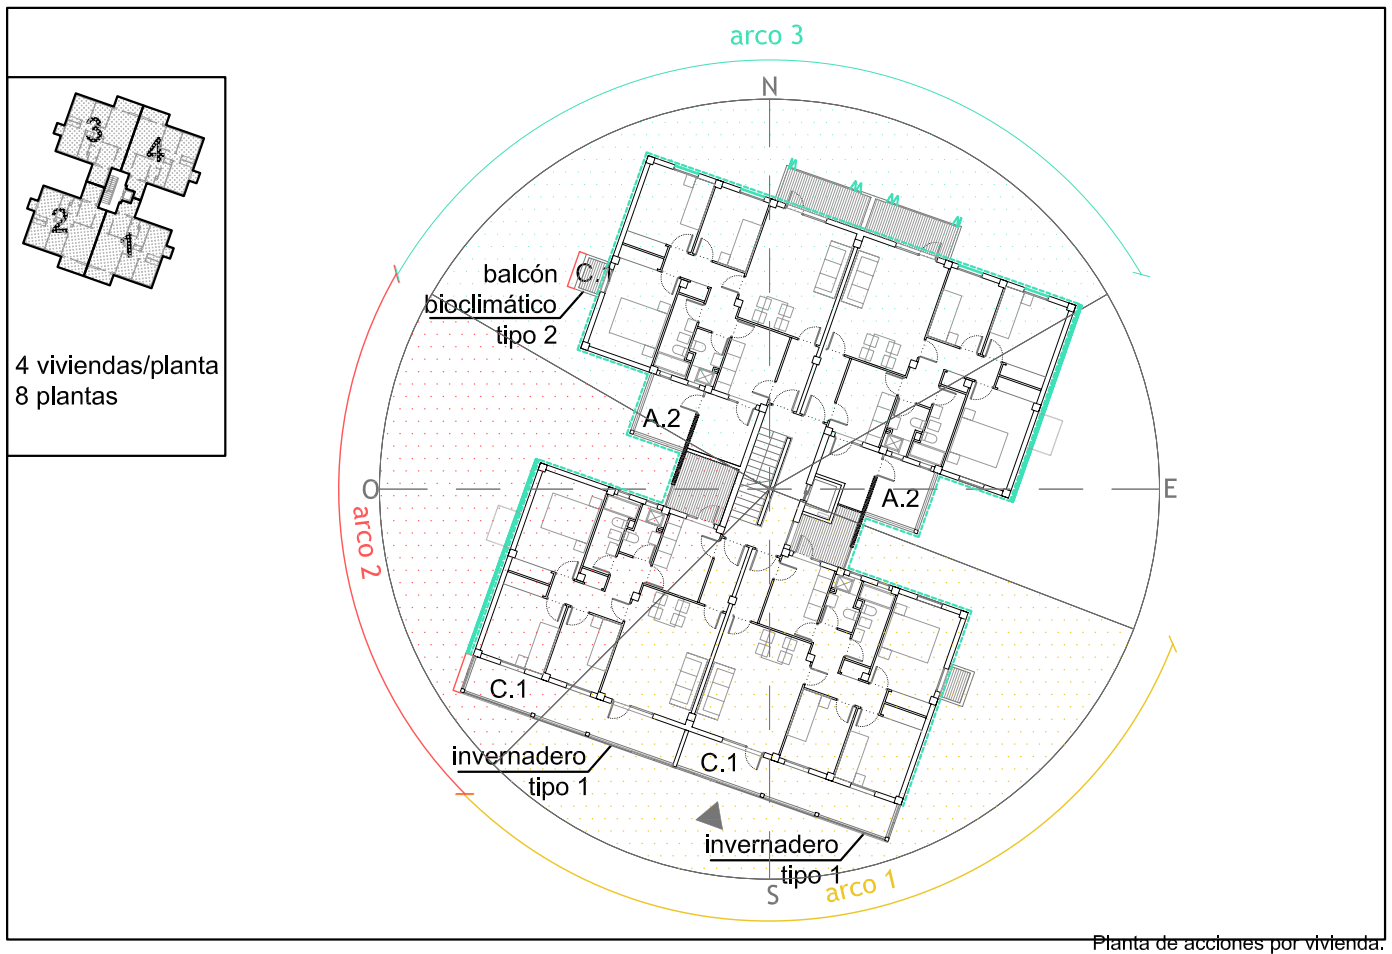 arco 3
N
3
4
2
1
4 viviendas/planta
8 plantas
balcón
bioclimático
tipo 2
C.1
A.2
O
E
A.2
arco 2
C.1
invernadero
tipo 1
C.1
invernadero
tipo 1
S
arco 1
Planta de acciones por vivienda.